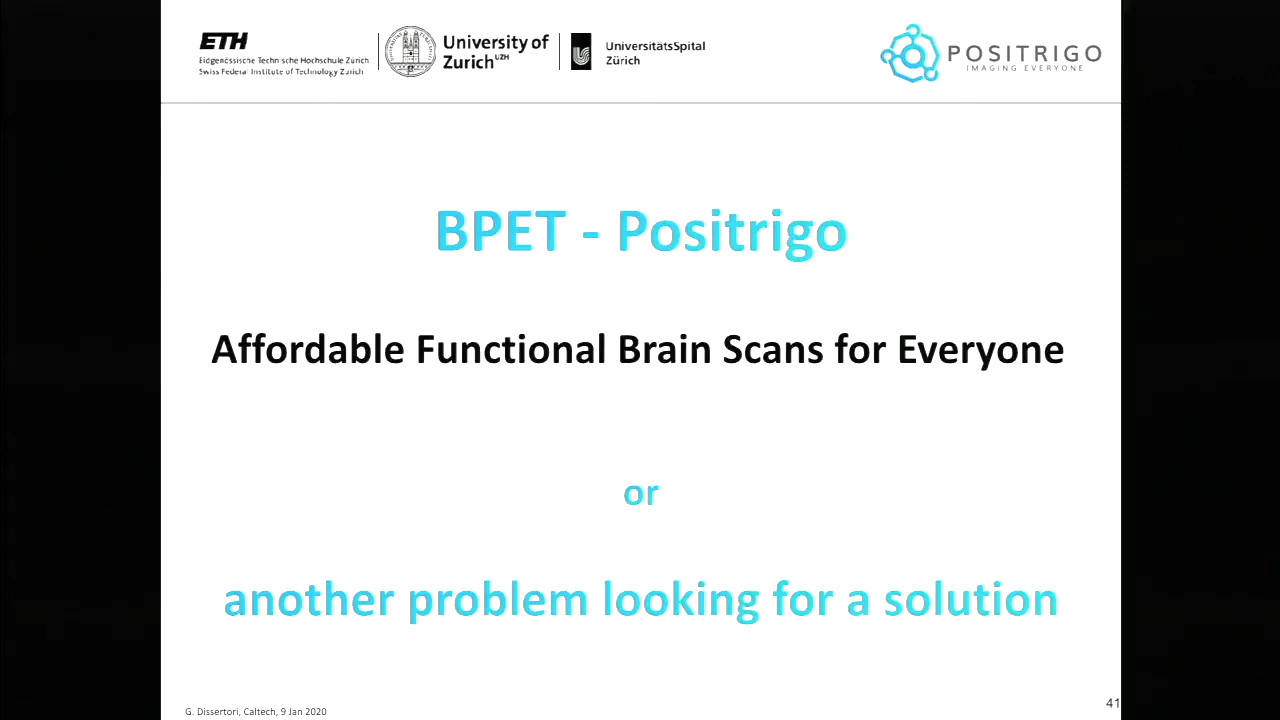 ETH
Eidgenössische Technische Hochschule Zürich
Swiss Federal Institute of Technology Zurich
University of
Zurich UZH
UniversitätsSpital
Zürich
POSITRIGO
IMAGING EVERYONE
BPET - Positrigo
Affordable Functional Brain Scans for Everyone
or
another problem looking for a solution
G. Dissertori, Caltech, 9 Jan 2020
41